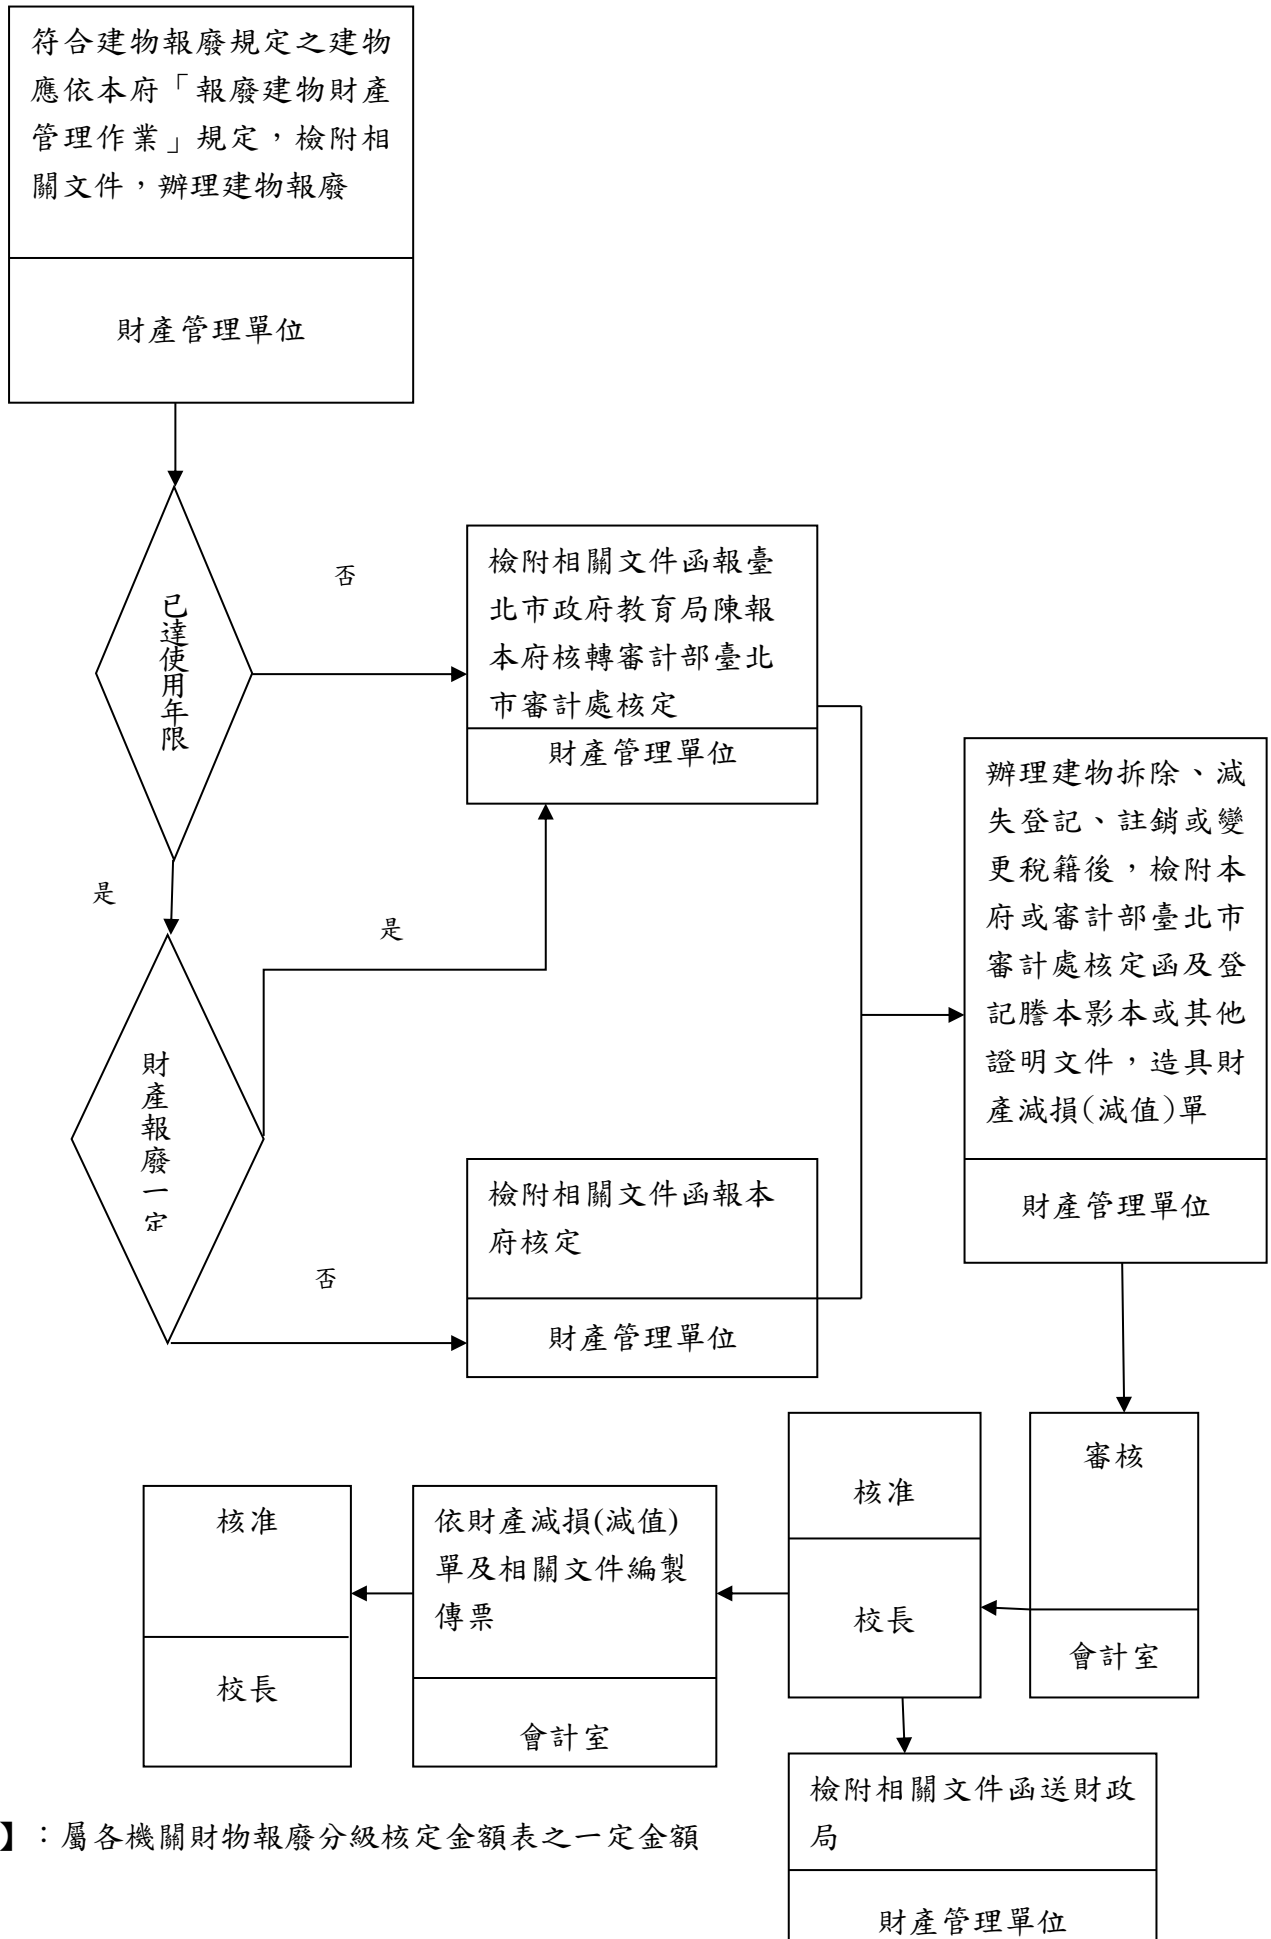 符合建物報廢規定之建物
應依本府「報廢建物財產
管理作業」規定，檢附相
關文件，辦理建物報廢
財產管理單位
已達使用年限
否
檢附相關文件函報臺
北市政府教育局陳報
本府核轉審計部臺北
市審計處核定
財產管理單位
是
是
財產報廢一定
否
檢附相關文件函報本
府核定
財產管理單位
辦理建物拆除、減
失登記、註銷或變
更稅籍後，檢附本
府或審計部臺北市
審計處核定函及登
記謄本影本或其他
證明文件，造具財
產減損(減值)單
財產管理單位
審核
會計室
核准
校長
依財產減損(減值)
單及相關文件編製
傳票
會計室
核准
校長
檢附相關文件函送財政
局
財產管理單位
】：屬各機關財物報廢分級核定金額表之一定金額